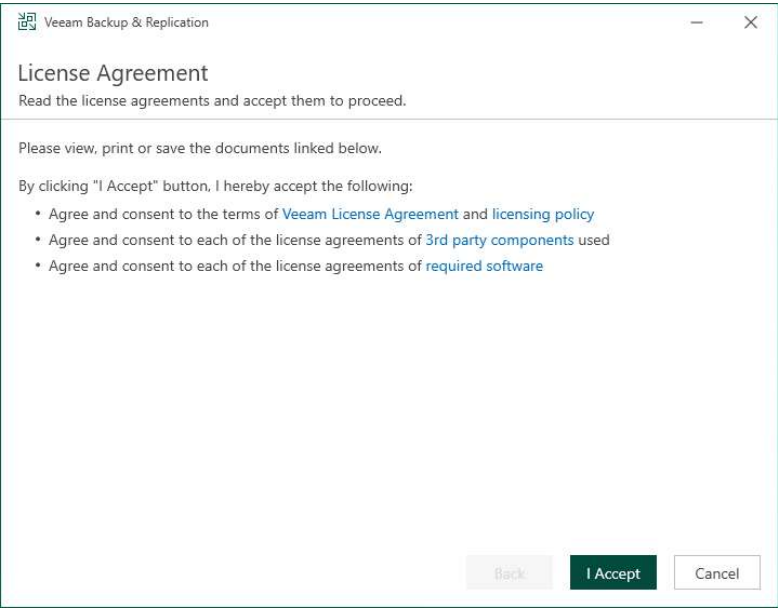 Veeam Backup & Replication
License Agreement
Read the license agreements and accept them to proceed.
Please view, print or save the documents linked below.
By clicking "I Accept" button, I hereby accept the following:
• Agree and consent to the terms of Veeam License Agreement and licensing policy
• Agree and consent to each of the license agreements of 3rd party components used
• Agree and consent to each of the license agreements of required software
Back I Accept Cancel